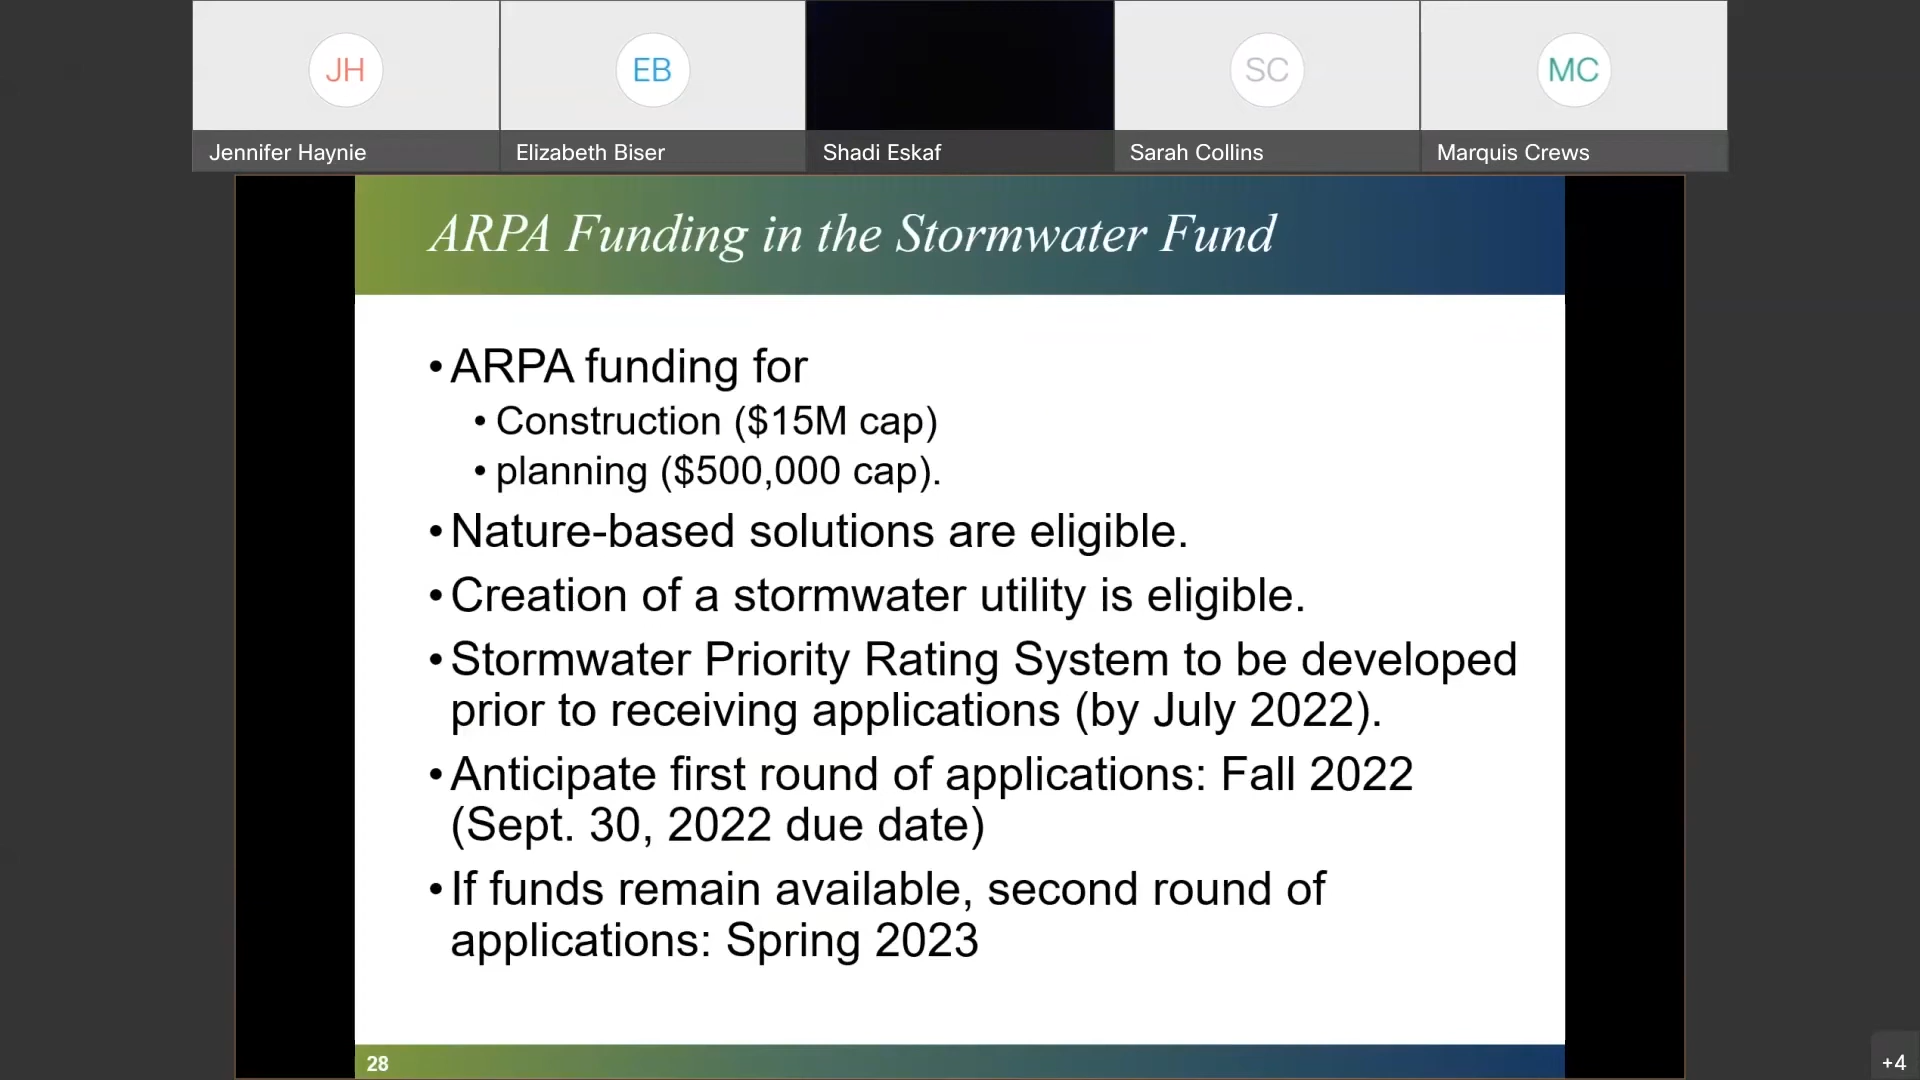 JH
EB
SC
MC
Jennifer Haynie
Elizabeth Biser
Shadi Eskaf
Sarah Collins
Marquis Crews
ARPA Funding in the Stormwater Fund
• ARPA funding for
• Construction ($15M cap)
• planning ($500,000 cap).
• Nature-based solutions are eligible.
• Creation of a stormwater utility is eligible.
• Stormwater Priority Rating System to be developed
prior to receiving applications (by July 2022).
• Anticipate first round of applications: Fall 2022
(Sept. 30, 2022 due date)
• If funds remain available, second round of
applications: Spring 2023
28
+4